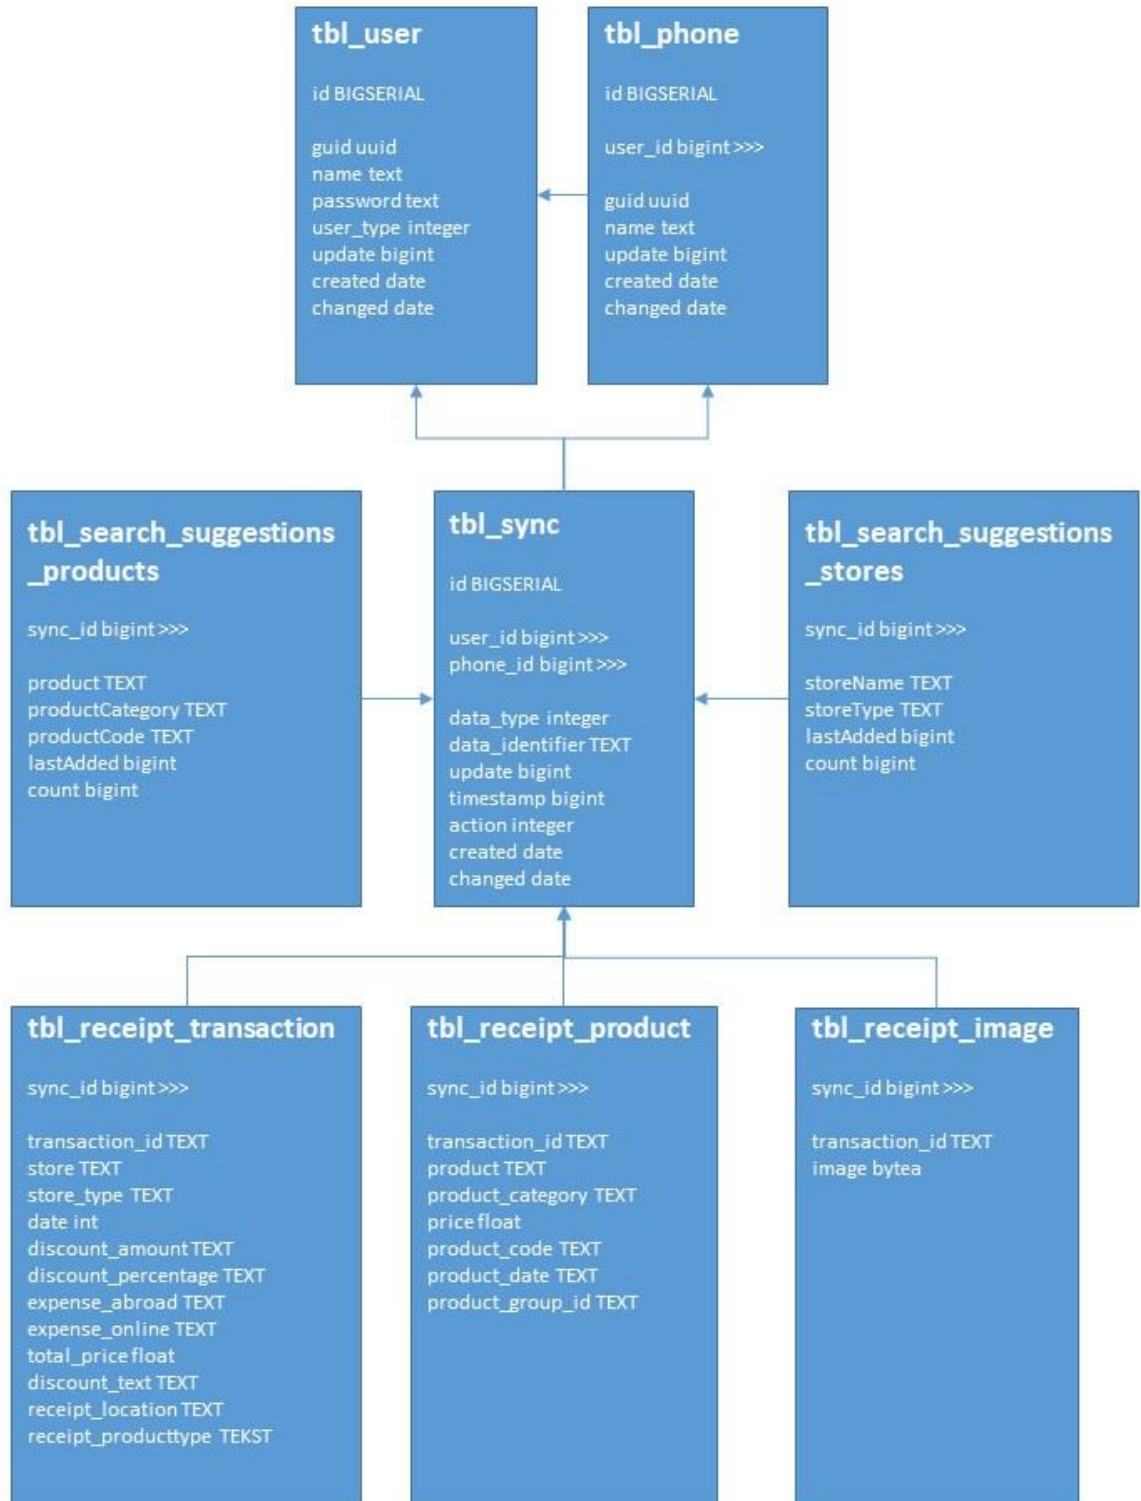 tbl_user
id BIGSERIAL
guid uuid
name text
password text
user_type integer
update bigint
created date
changed date
tbl_phone
id BIGSERIAL
user_id bigint >>>
guid uuid
name text
update bigint
created date
changed date
tbl_search_suggestions
_products
sync_id bigint >>>
product TEXT
productCategory TEXT
productCode TEXT
lastAdded bigint
count bigint
tbl_sync
id BIGSERIAL
user_id bigint >>>
phone_id bigint >>>
data_type integer
data_identifier TEXT
update bigint
timestamp bigint
action integer
created date
changed date
tbl_search_suggestions
_stores
sync_id bigint >>>
storeName TEXT
storeType TEXT
lastAdded bigint
count bigint
tbl_receipt_transaction
sync_id bigint >>>
transaction_id TEXT
store TEXT
store_type TEXT
date int
discount_amount TEXT
discount_percentage TEXT
expense_abroad TEXT
expense_online TEXT
total_price float
discount_text TEXT
receipt_location TEXT
receipt_producttype TEKST
tbl_receipt_product
sync_id bigint >>>
transaction_id TEXT
product TEXT
product_category TEXT
price float
product_code TEXT
product_date TEXT
product_group_id TEXT
tbl_receipt_image
sync_id bigint >>>
transaction_id TEXT
image bytea